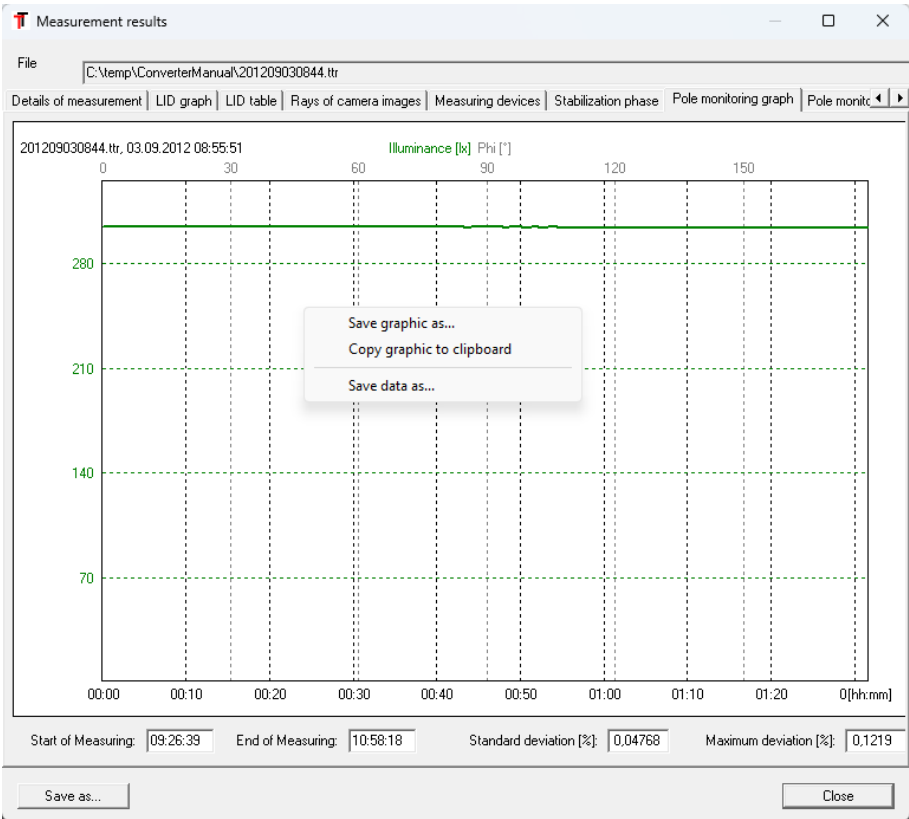 Measurement results
File
C:\temp\ConverterManual\201209030844.ttr
Details of measurement LID graph LID table Rays of camera images Measuring devices Stabilization phase Pole monitoring graph Pole monitc
201209030844.ttr, 03.09.2012 08:55:51 Illuminance [lx] Phi [°]
0 30 60 90 120 150
280
Save graphic as...
Copy graphic to clipboard
210
Save data as...
140
70
00:00 00:10 00:20 00:30 00:40 00:50 01:00 01:10 01:20 0[hh:mm]
Start of Measuring: 09:26:39 End of Measuring: 10:58:18 Standard deviation [%]: 0,04768 Maximum deviation [%]: 0,1219
Save as... Close